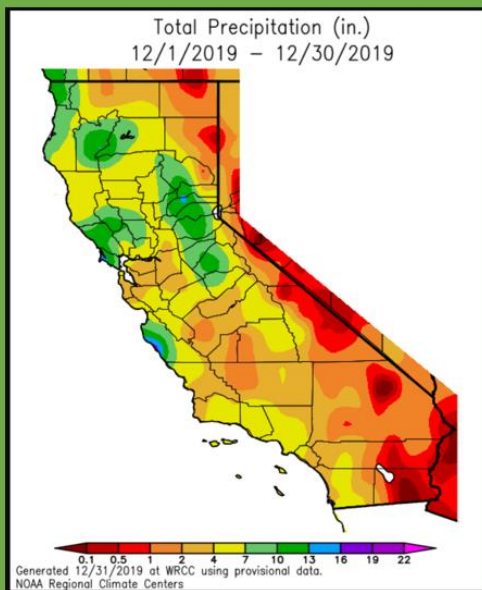 Total Precipitation (in.)
12/1/2019 – 12/30/2019
0.1 0.5 1 2 4 7 10 13 16 19 22
Generated 12/31/2019 at WRCC using provisional data.
NOAA Regional Climate Centers